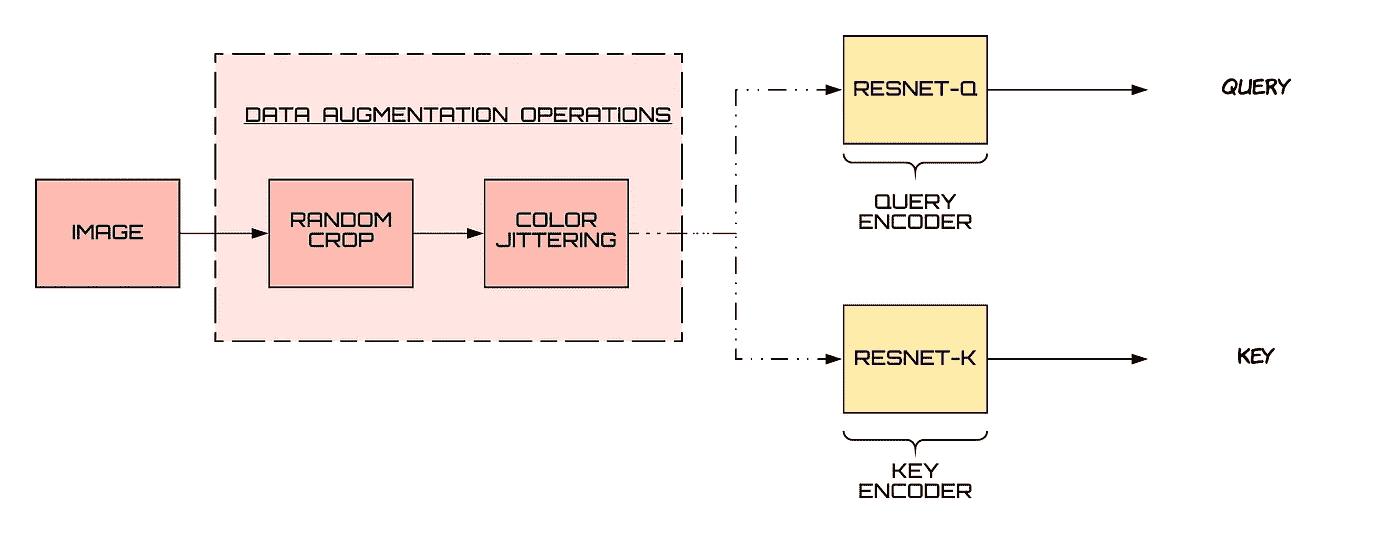 DATA AUGMENTATION OPERATIONS
IMAGE
RANDOM
CROP
COLOR
JITTERING
RESNET-Q
QUERY
ENCODER
QUERY
RESNET-K
KEY
ENCODER
KEY